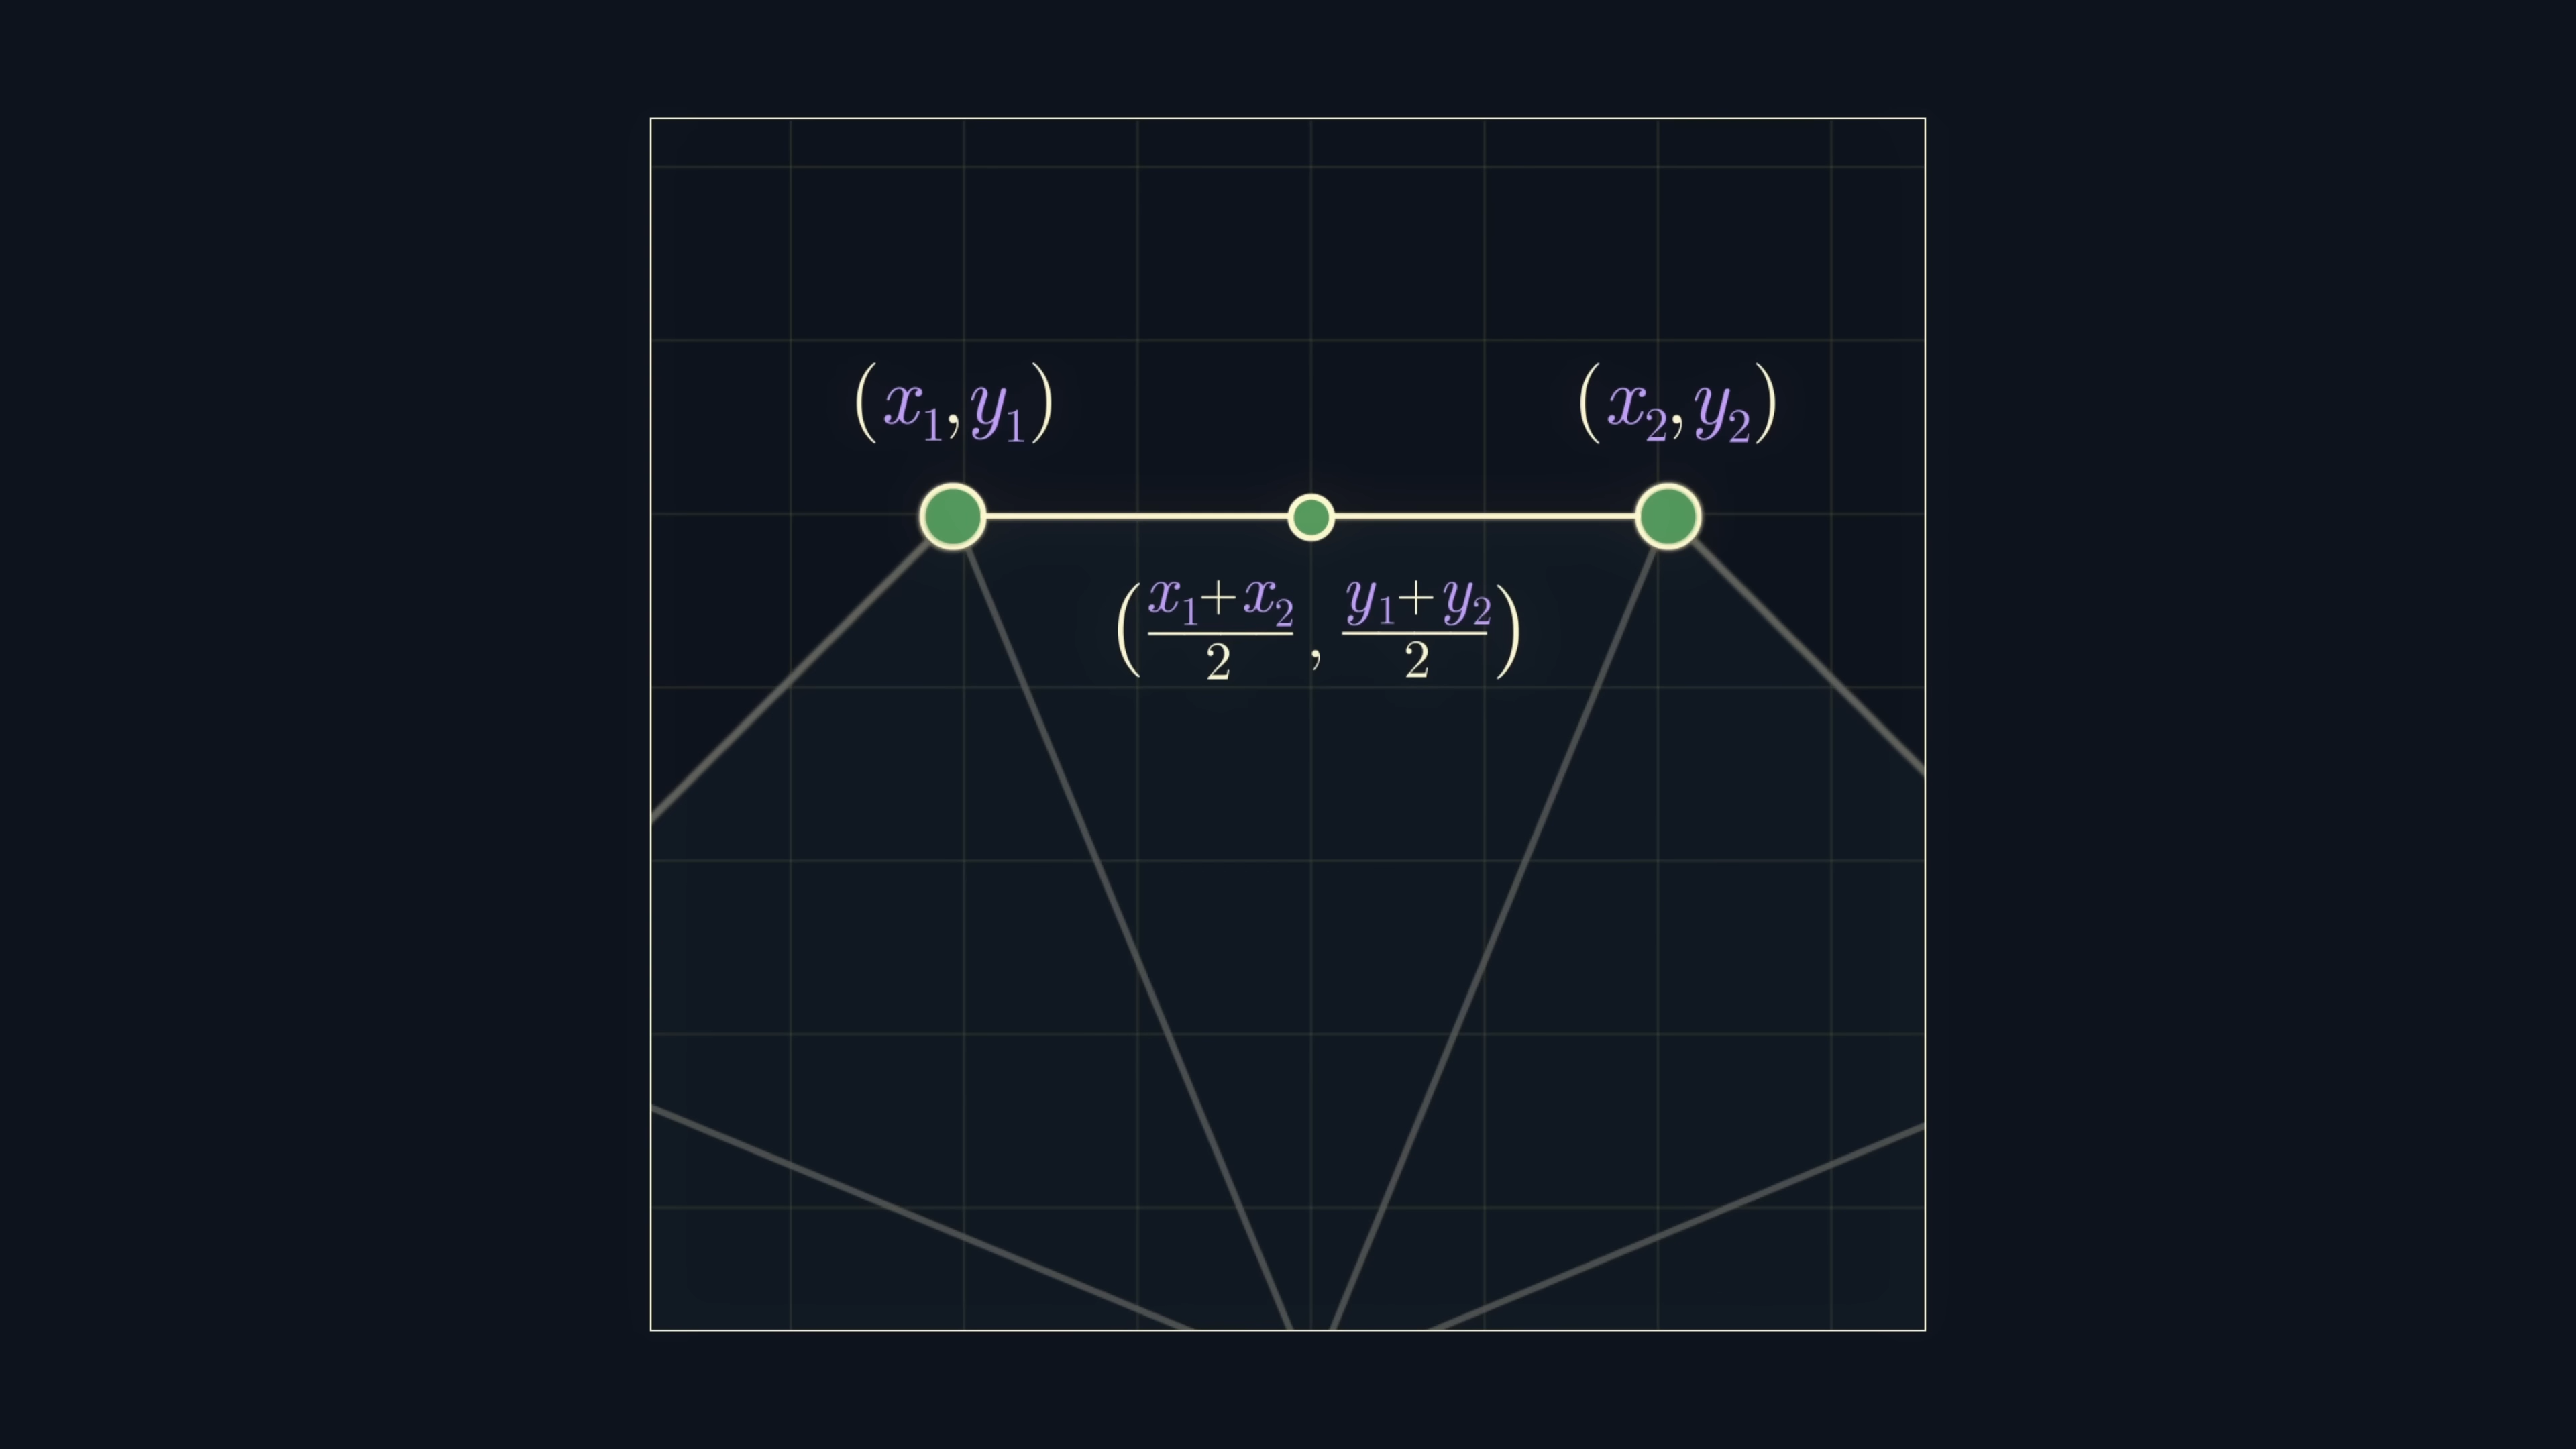 (x₁,y₁)
(x₂,y₂)
(x₁+x₂/2, y₁+y₂/2)